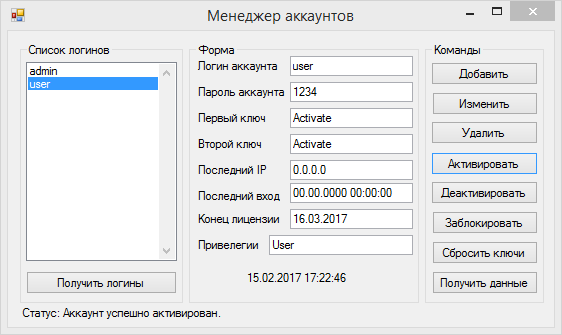 Менеджер аккаунтов
Список логинов
admin
user
Получить логины
Форма
Логин аккаунта user
Пароль аккаунта 1234
Первый ключ Activate
Второй ключ Activate
Последний IP 0.0.0.0
Последний вход 00.00.0000 00:00:00
Конец лицензии 16.03.2017
Привелегии User
15.02.2017 17:22:46
Команды
Добавить
Изменить
Удалить
Активировать
Деактивировать
Заблокировать
Сбросить ключи
Получить данные
Статус: Аккаунт успешно активирован.